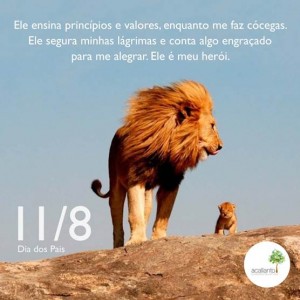 Ele ensina princípios e valores, enquanto me faz cócegas.
Ele segura minhas lágrimas e conta algo engraçado
para me alegrar. Ele é meu herói.
11/8
Dia dos Pais
acallanto